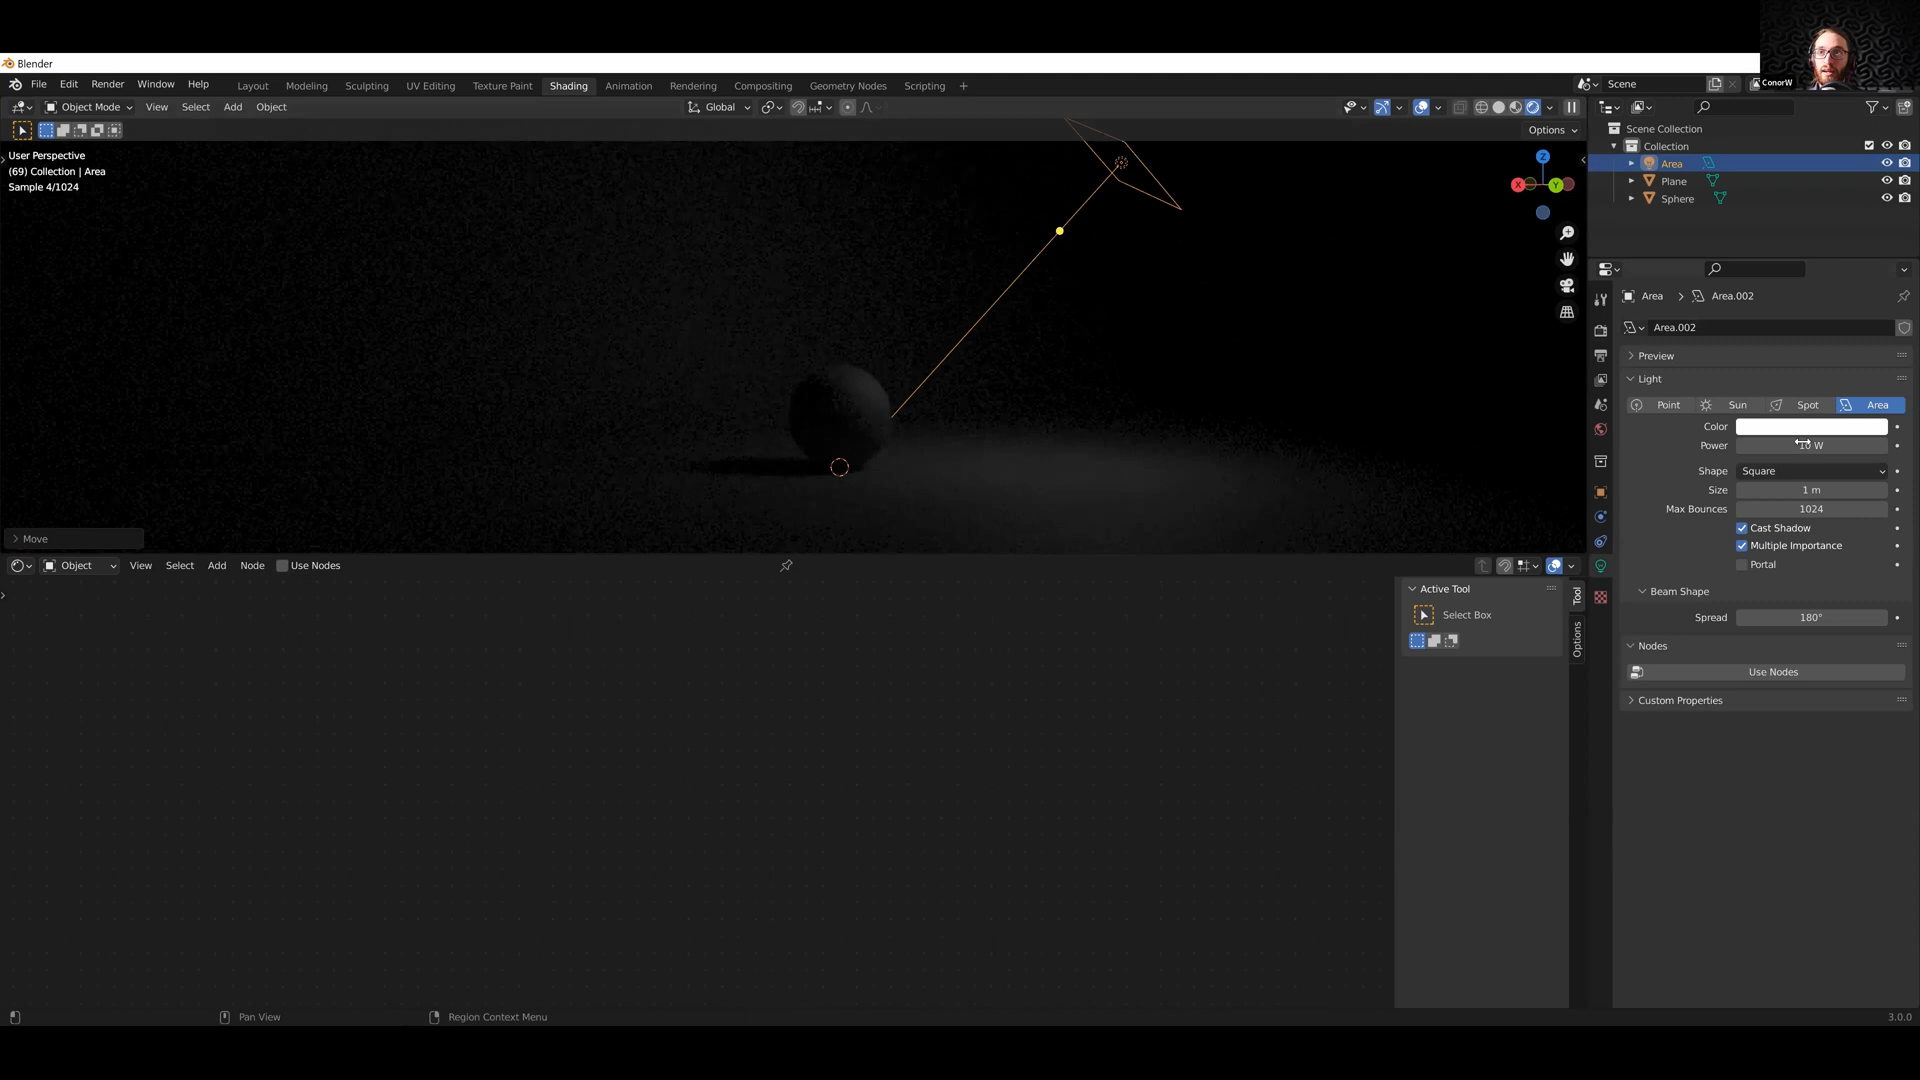 Blender
ConorW
File Edit Render Window Help
Layout Modeling Sculpting UV Editing Texture Paint Shading Animation Rendering Compositing Geometry Nodes Scripting +
Scene
Object Mode View Select Add Object
Global
Options
User Perspective
(69) Collection | Area
Sample 4/1024
Z
X
Y
Move
Scene Collection
Collection
Area
Plane
Sphere
Area > Area.002
Area.002
Preview
Light
Point Sun Spot Area
Color
Power 10 W
Shape Square
Size 1 m
Max Bounces 1024
Cast Shadow
Multiple Importance
Portal
Beam Shape
Spread 180°
Nodes
Use Nodes
Custom Properties
Object View Select Add Node Use Nodes
Active Tool
Select Box
Tool
Options
Pan View
Region Context Menu
3.0.0